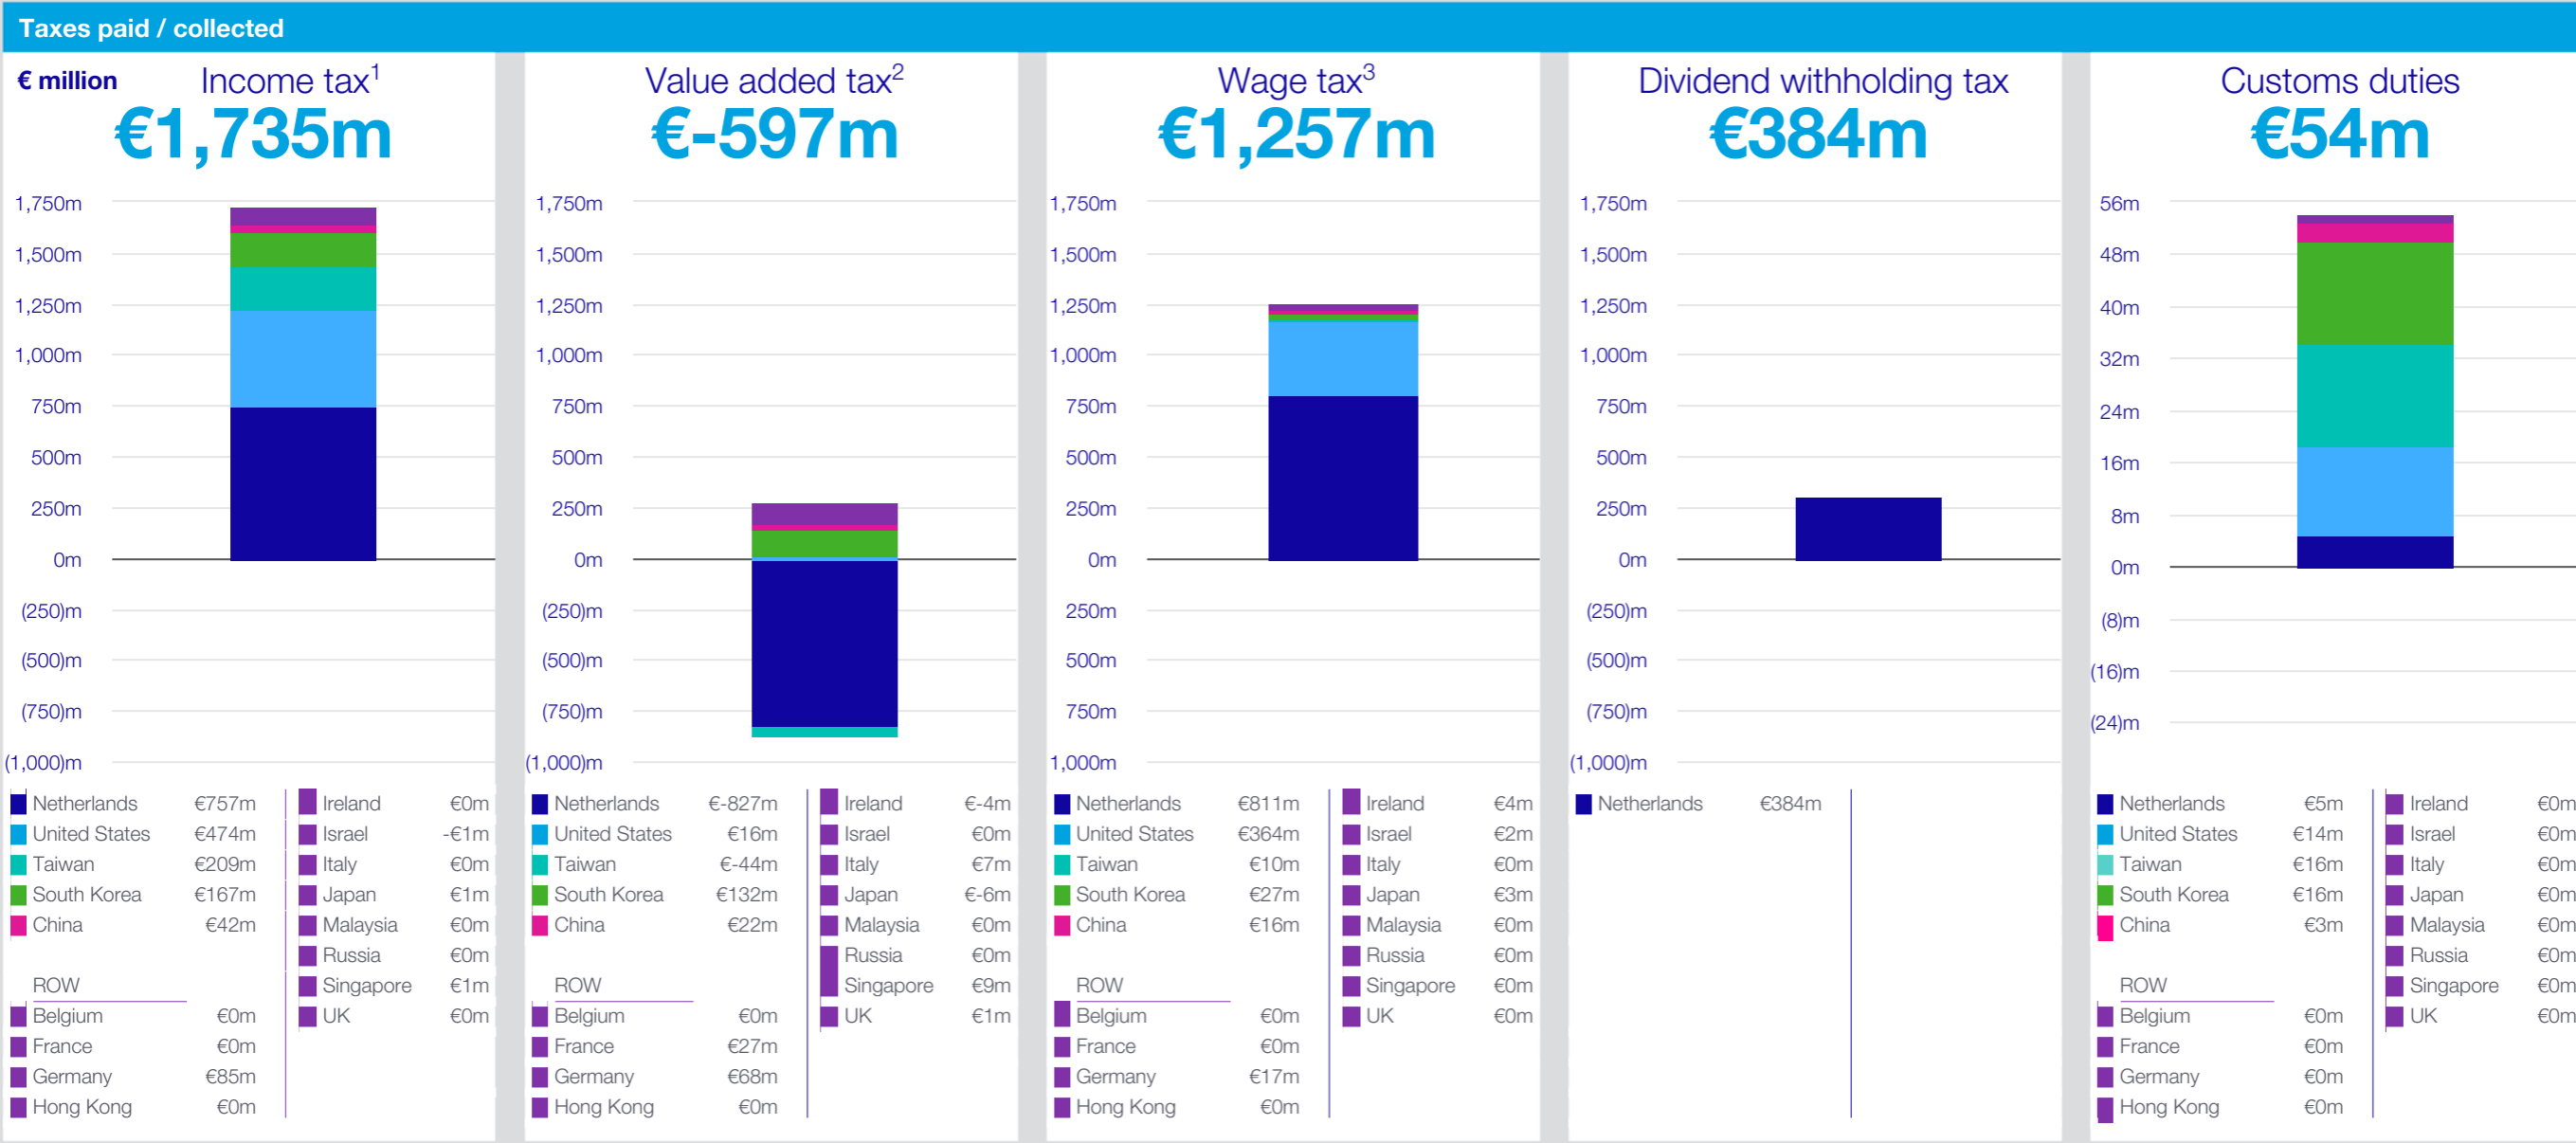 Taxes paid / collected
€ million
Income tax1
€1,735m
1,750m
1,500m
1,250m
1,000m
750m
500m
250m
0m
(250)m
(500)m
(750)m
(1,000)m
Netherlands €757m
United States €474m
Taiwan €209m
South Korea €167m
China €42m
ROW
Belgium €0m
France €0m
Germany €85m
Hong Kong €0m
Ireland €0m
Israel -€1m
Italy €0m
Japan €1m
Malaysia €0m
Russia €0m
Singapore €1m
UK €0m
Value added tax2
€-597m
1,750m
1,500m
1,250m
1,000m
750m
500m
250m
0m
(250)m
(500)m
(750)m
(1,000)m
Netherlands €-827m
United States €16m
Taiwan €-44m
South Korea €132m
China €22m
ROW
Belgium €0m
France €27m
Germany €68m
Hong Kong €0m
Ireland €-4m
Israel €0m
Italy €7m
Japan €-6m
Malaysia €0m
Russia €0m
Singapore €9m
UK €1m
Wage tax3
€1,257m
1,750m
1,500m
1,250m
1,000m
750m
500m
250m
0m
250m
500m
750m
1,000m
Netherlands €811m
United States €364m
Taiwan €10m
South Korea €27m
China €16m
ROW
Belgium €0m
France €0m
Germany €17m
Hong Kong €0m
Ireland €4m
Israel €2m
Italy €0m
Japan €3m
Malaysia €0m
Russia €0m
Singapore €0m
UK €0m
Dividend withholding tax
€384m
1,750m
1,500m
1,250m
1,000m
750m
500m
250m
0m
(250)m
(500)m
(750)m
(1,000)m
Netherlands €384m
Customs duties
€54m
56m
48m
40m
32m
24m
16m
8m
0m
(8)m
(16)m
(24)m
Netherlands €5m
United States €14m
Taiwan €16m
South Korea €16m
China €3m
ROW
Belgium €0m
France €0m
Germany €0m
Hong Kong €0m
Ireland €0m
Israel €0m
Italy €0m
Japan €0m
Malaysia €0m
Russia €0m
Singapore €0m
UK €0m